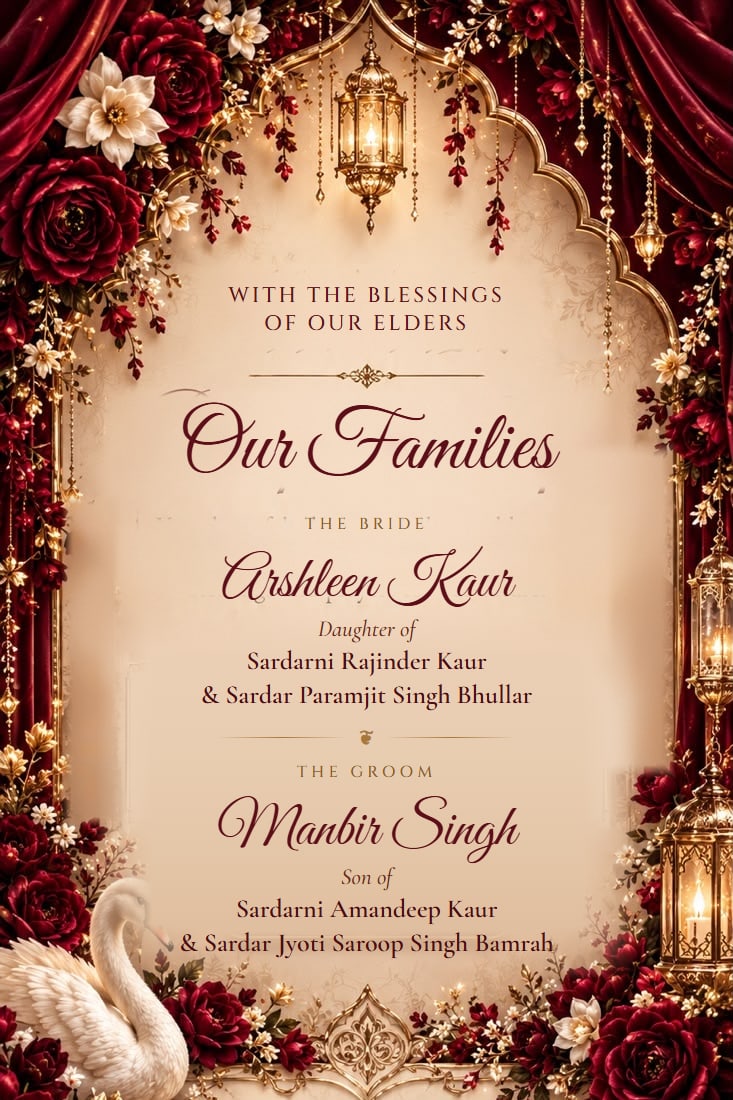 WITH THE BLESSINGS
OF OUR ELDERS
Our Families
THE BRIDE
Arshleen Kaur
Daughter of
Sardarni Rajinder Kaur
& Sardar Paramjit Singh Bhullar
THE GROOM
Manbir Singh
Son of
Sardarni Amandeep Kaur
& Sardar Jyoti Saroop Singh Bamrah